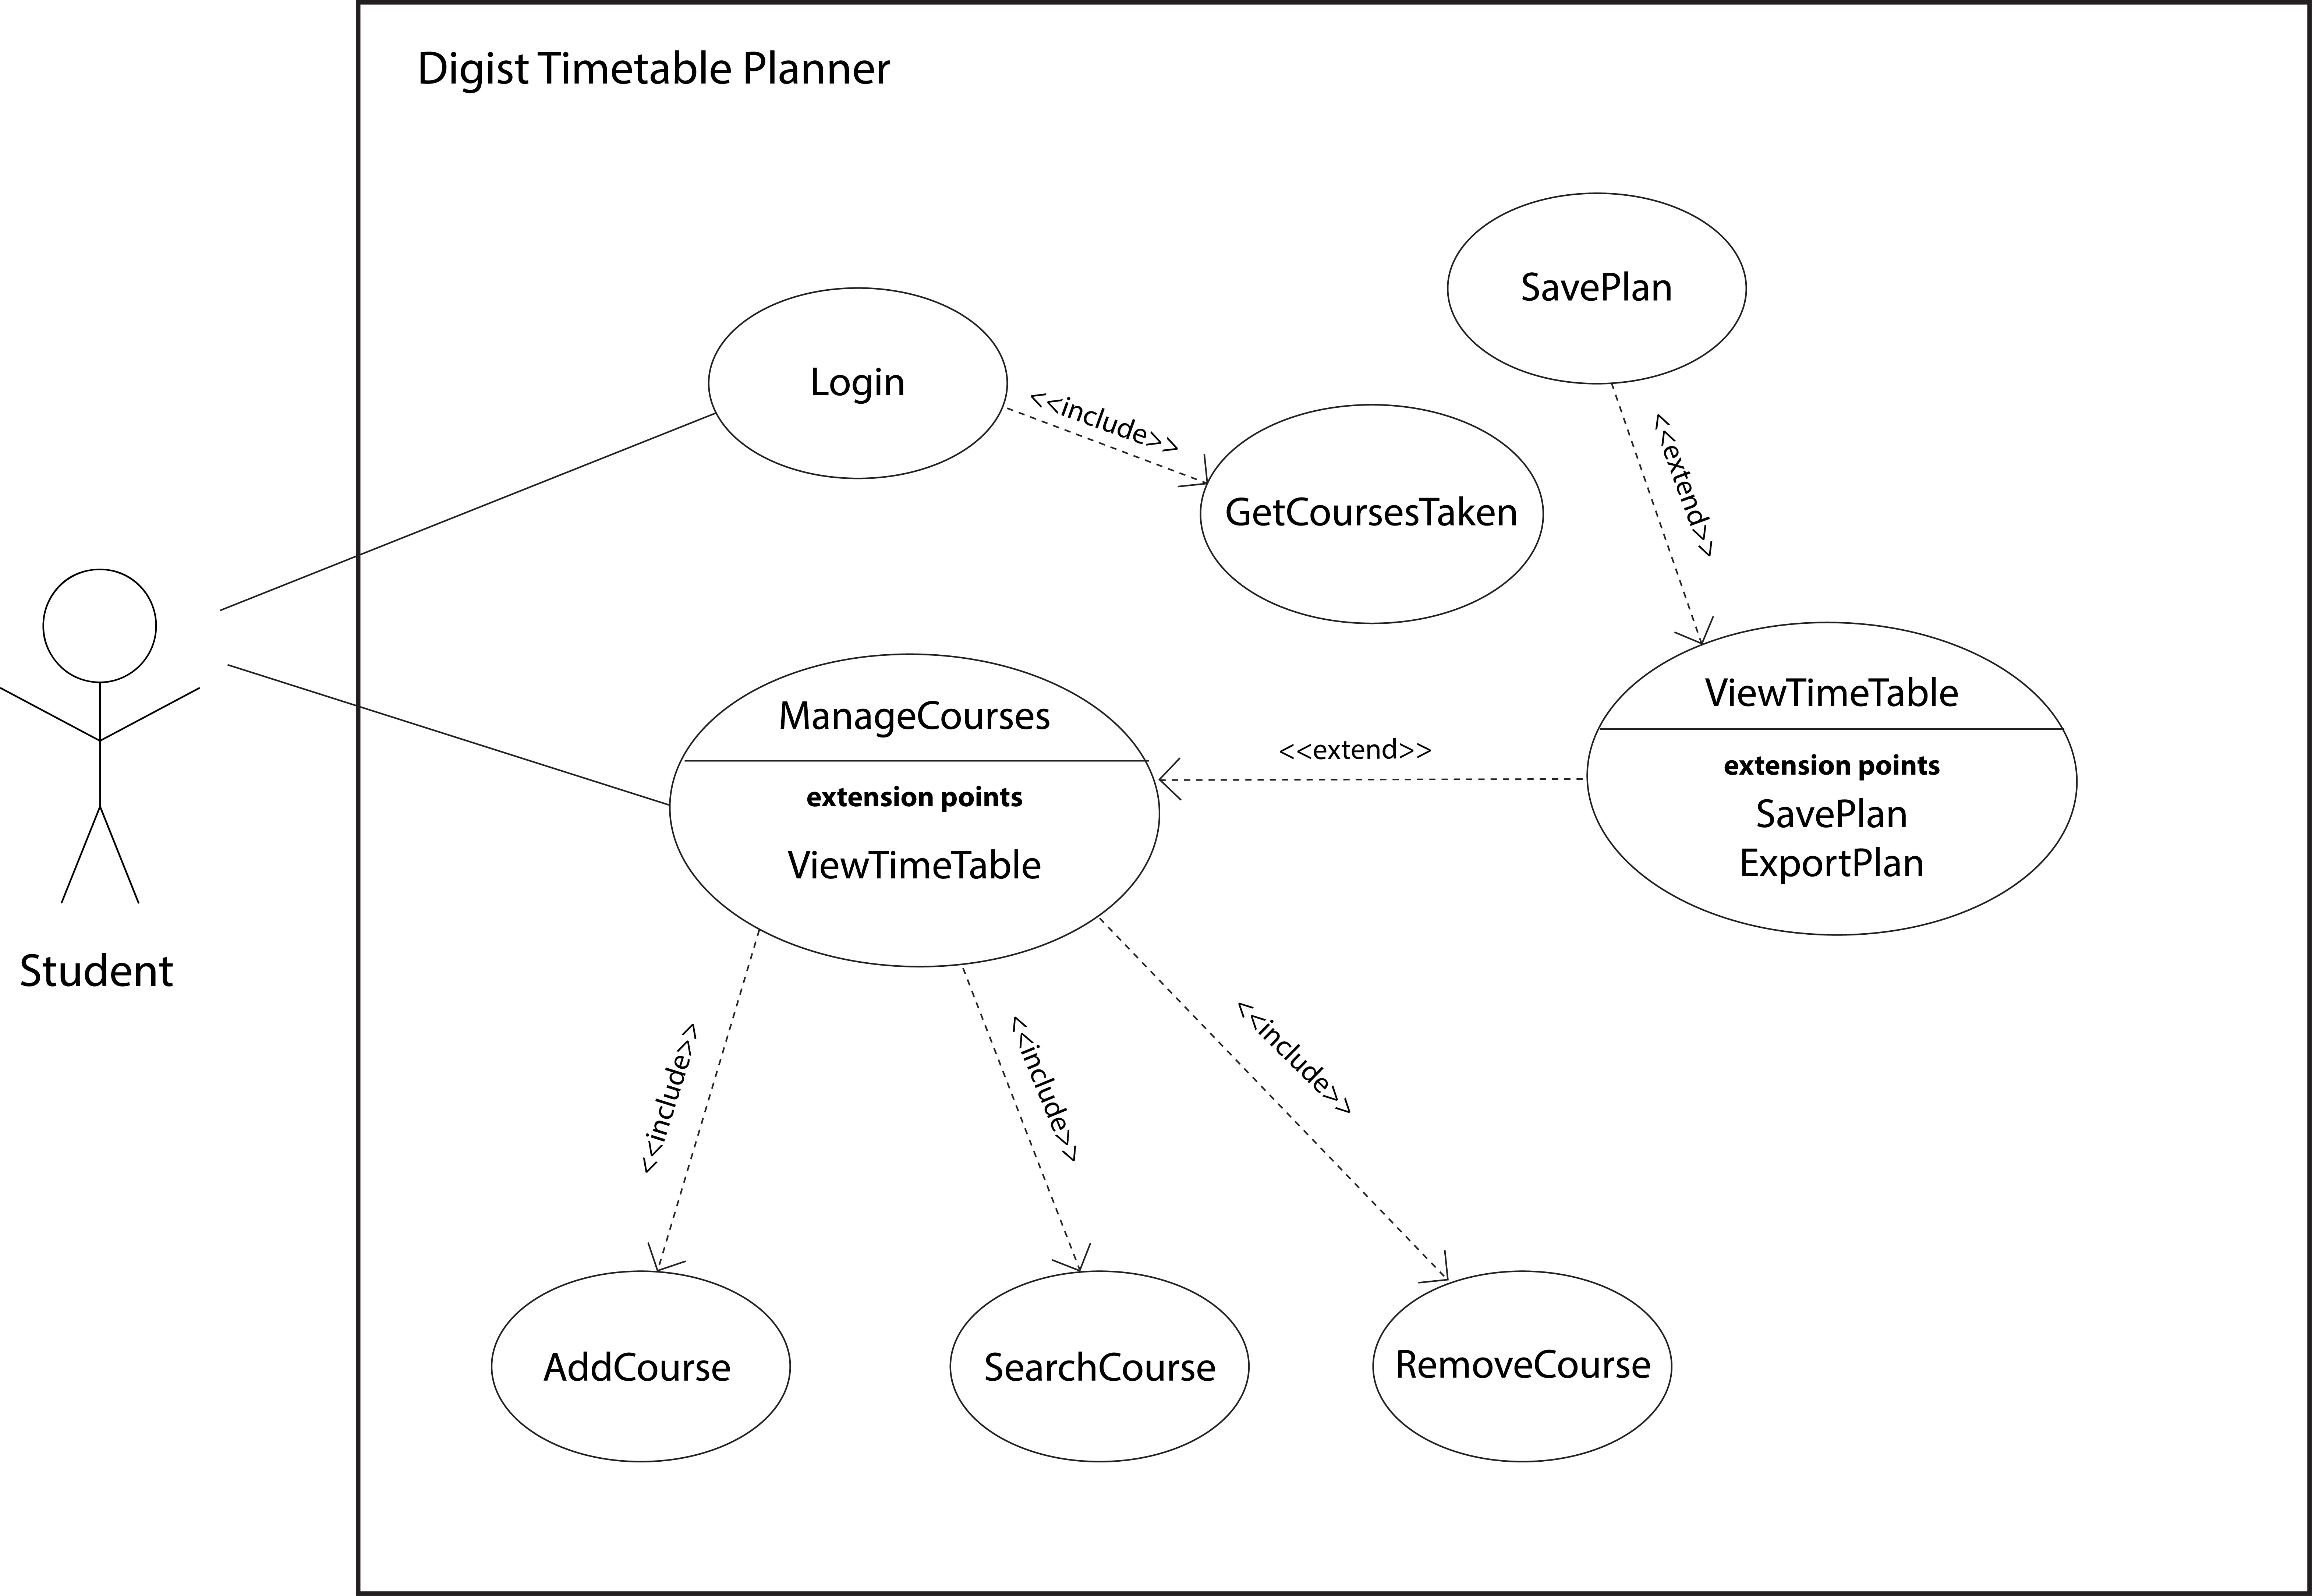 Digist Timetable Planner
SavePlan
Login
<<include>>
<<extend>>
GetCoursesTaken
ViewTimeTable
extension points
SavePlan
ExportPlan
ManageCourses
extension points
ViewTimeTable
<<extend>>
Student
<<include>>
<<include>>
<<include>>
AddCourse
SearchCourse
RemoveCourse